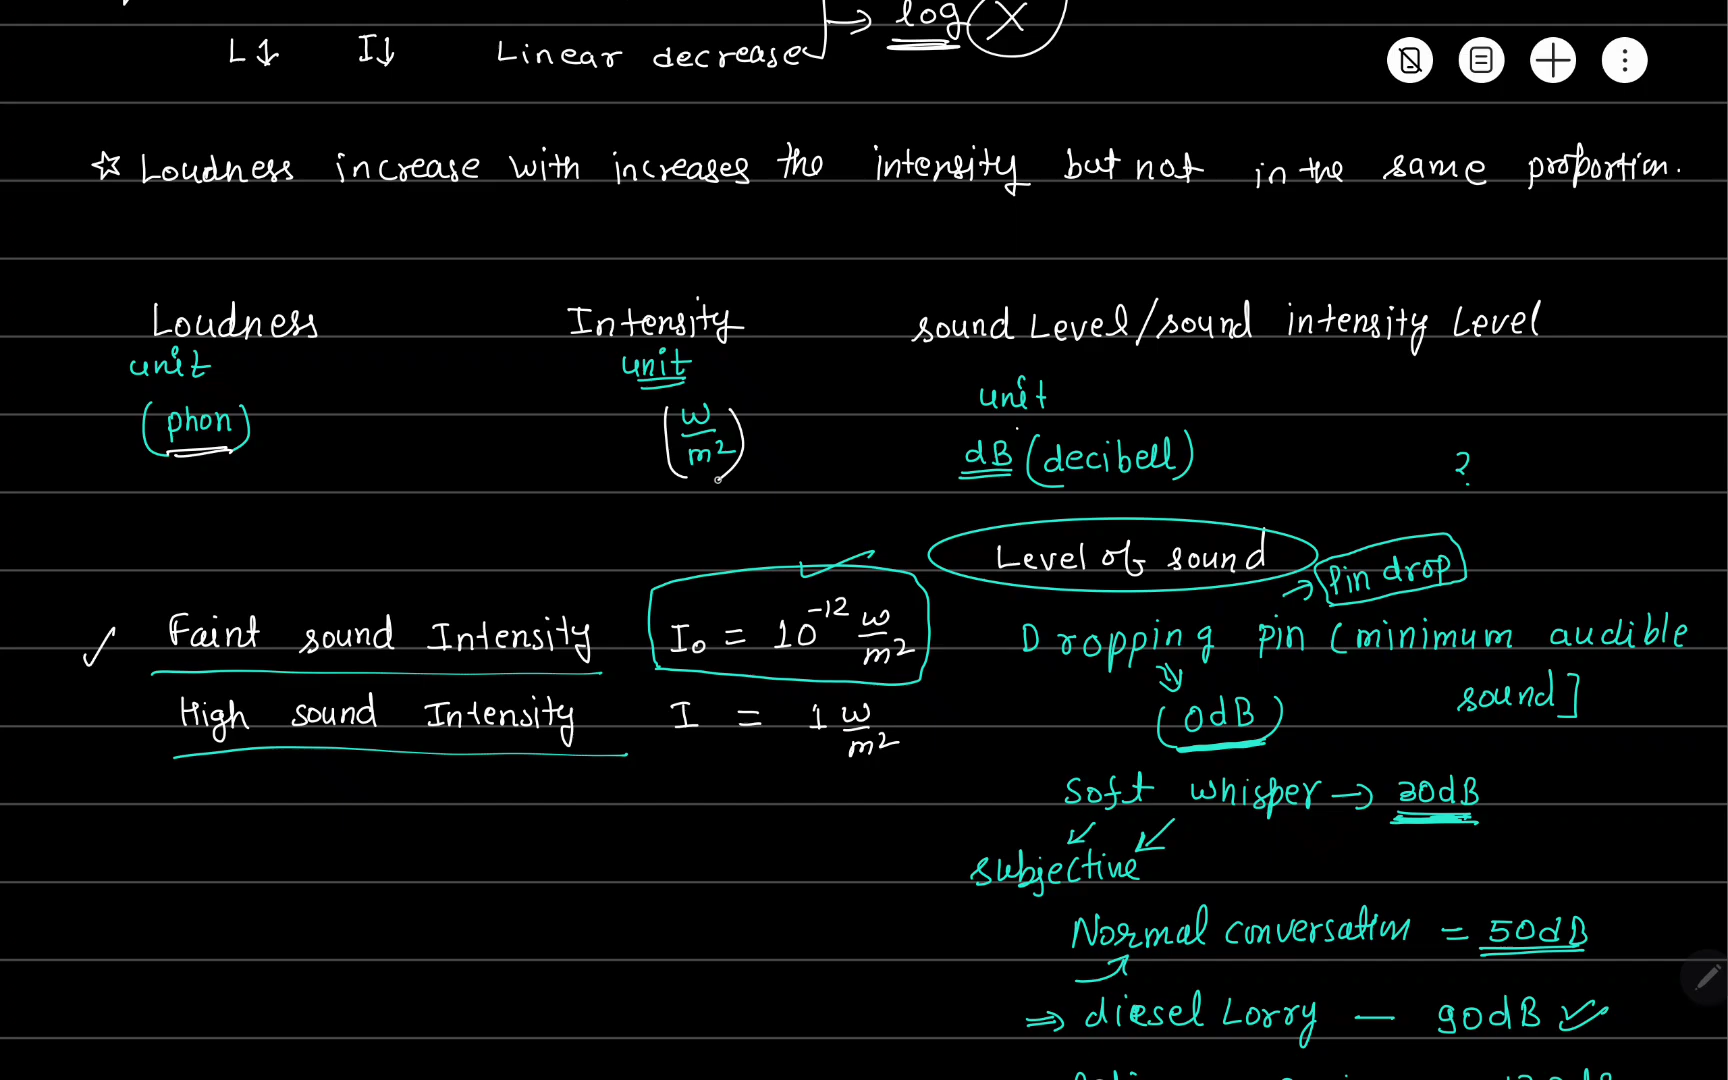 L↓ I↓ Linear decrease → log(X)
☆ Loudness increase with increases the intensity but not in the same proportion.
Loudness Intensity sound Level/sound intensity Level
unit unit unit
(phon) (w/m²) dB (decibell) ?
Level of sound
→ Pin drop
✓ Faint sound Intensity I₀ = 10⁻¹² w/m² Dropping pin (minimum audible
sound]
High sound Intensity I = 1 w/m² (0dB)
Soft whisper → 30dB
subjective
Normal conversation = 50dB
⇒ diesel Lorry — 90dB ✓